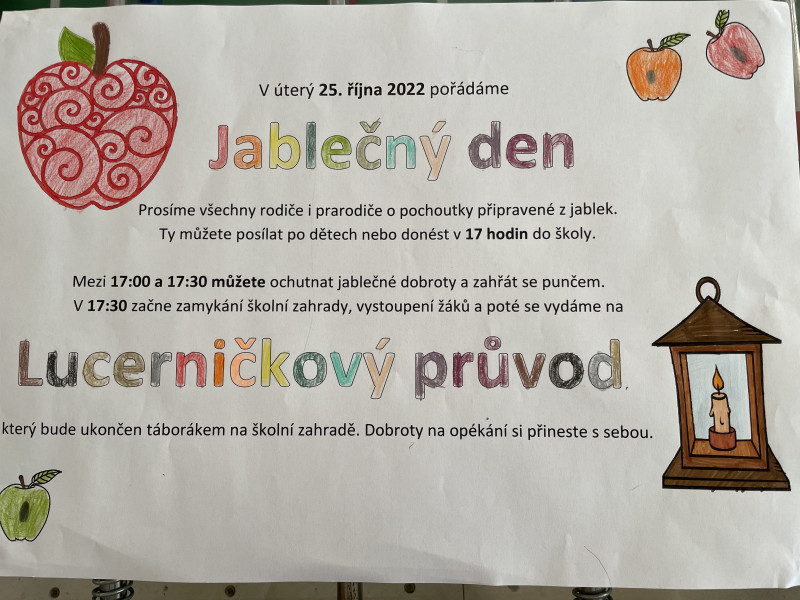 V úterý 25. října 2022 pořádáme
Jablečný den
Prosíme všechny rodiče i prarodiče o pochoutky připravené z jablek.
Ty můžete posílat po dětech nebo donést v 17 hodin do školy.
Mezi 17:00 a 17:30 můžete ochutnat jablečné dobroty a zahřát se punčem.
V 17:30 začne zamykání školní zahrady, vystoupení žáků a poté se vydáme na
Lucerničkový průvod,
který bude ukončen táborákem na školní zahradě. Dobroty na opékání si přineste s sebou.